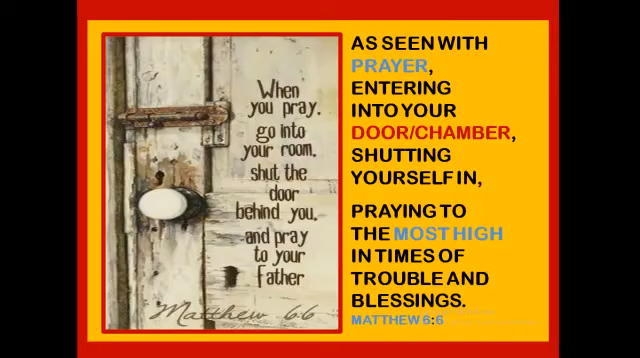 When
you pray,
go into
your room,
shut the
door
behind you,
and pray
to your
Father
Matthew 6:6
AS SEEN WITH
PRAYER,
ENTERING
INTO YOUR
DOOR/CHAMBER,
SHUTTING
YOURSELF IN,
PRAYING TO
THE MOST HIGH
IN TIMES OF
TROUBLE AND
BLESSINGS.
MATTHEW 6:6